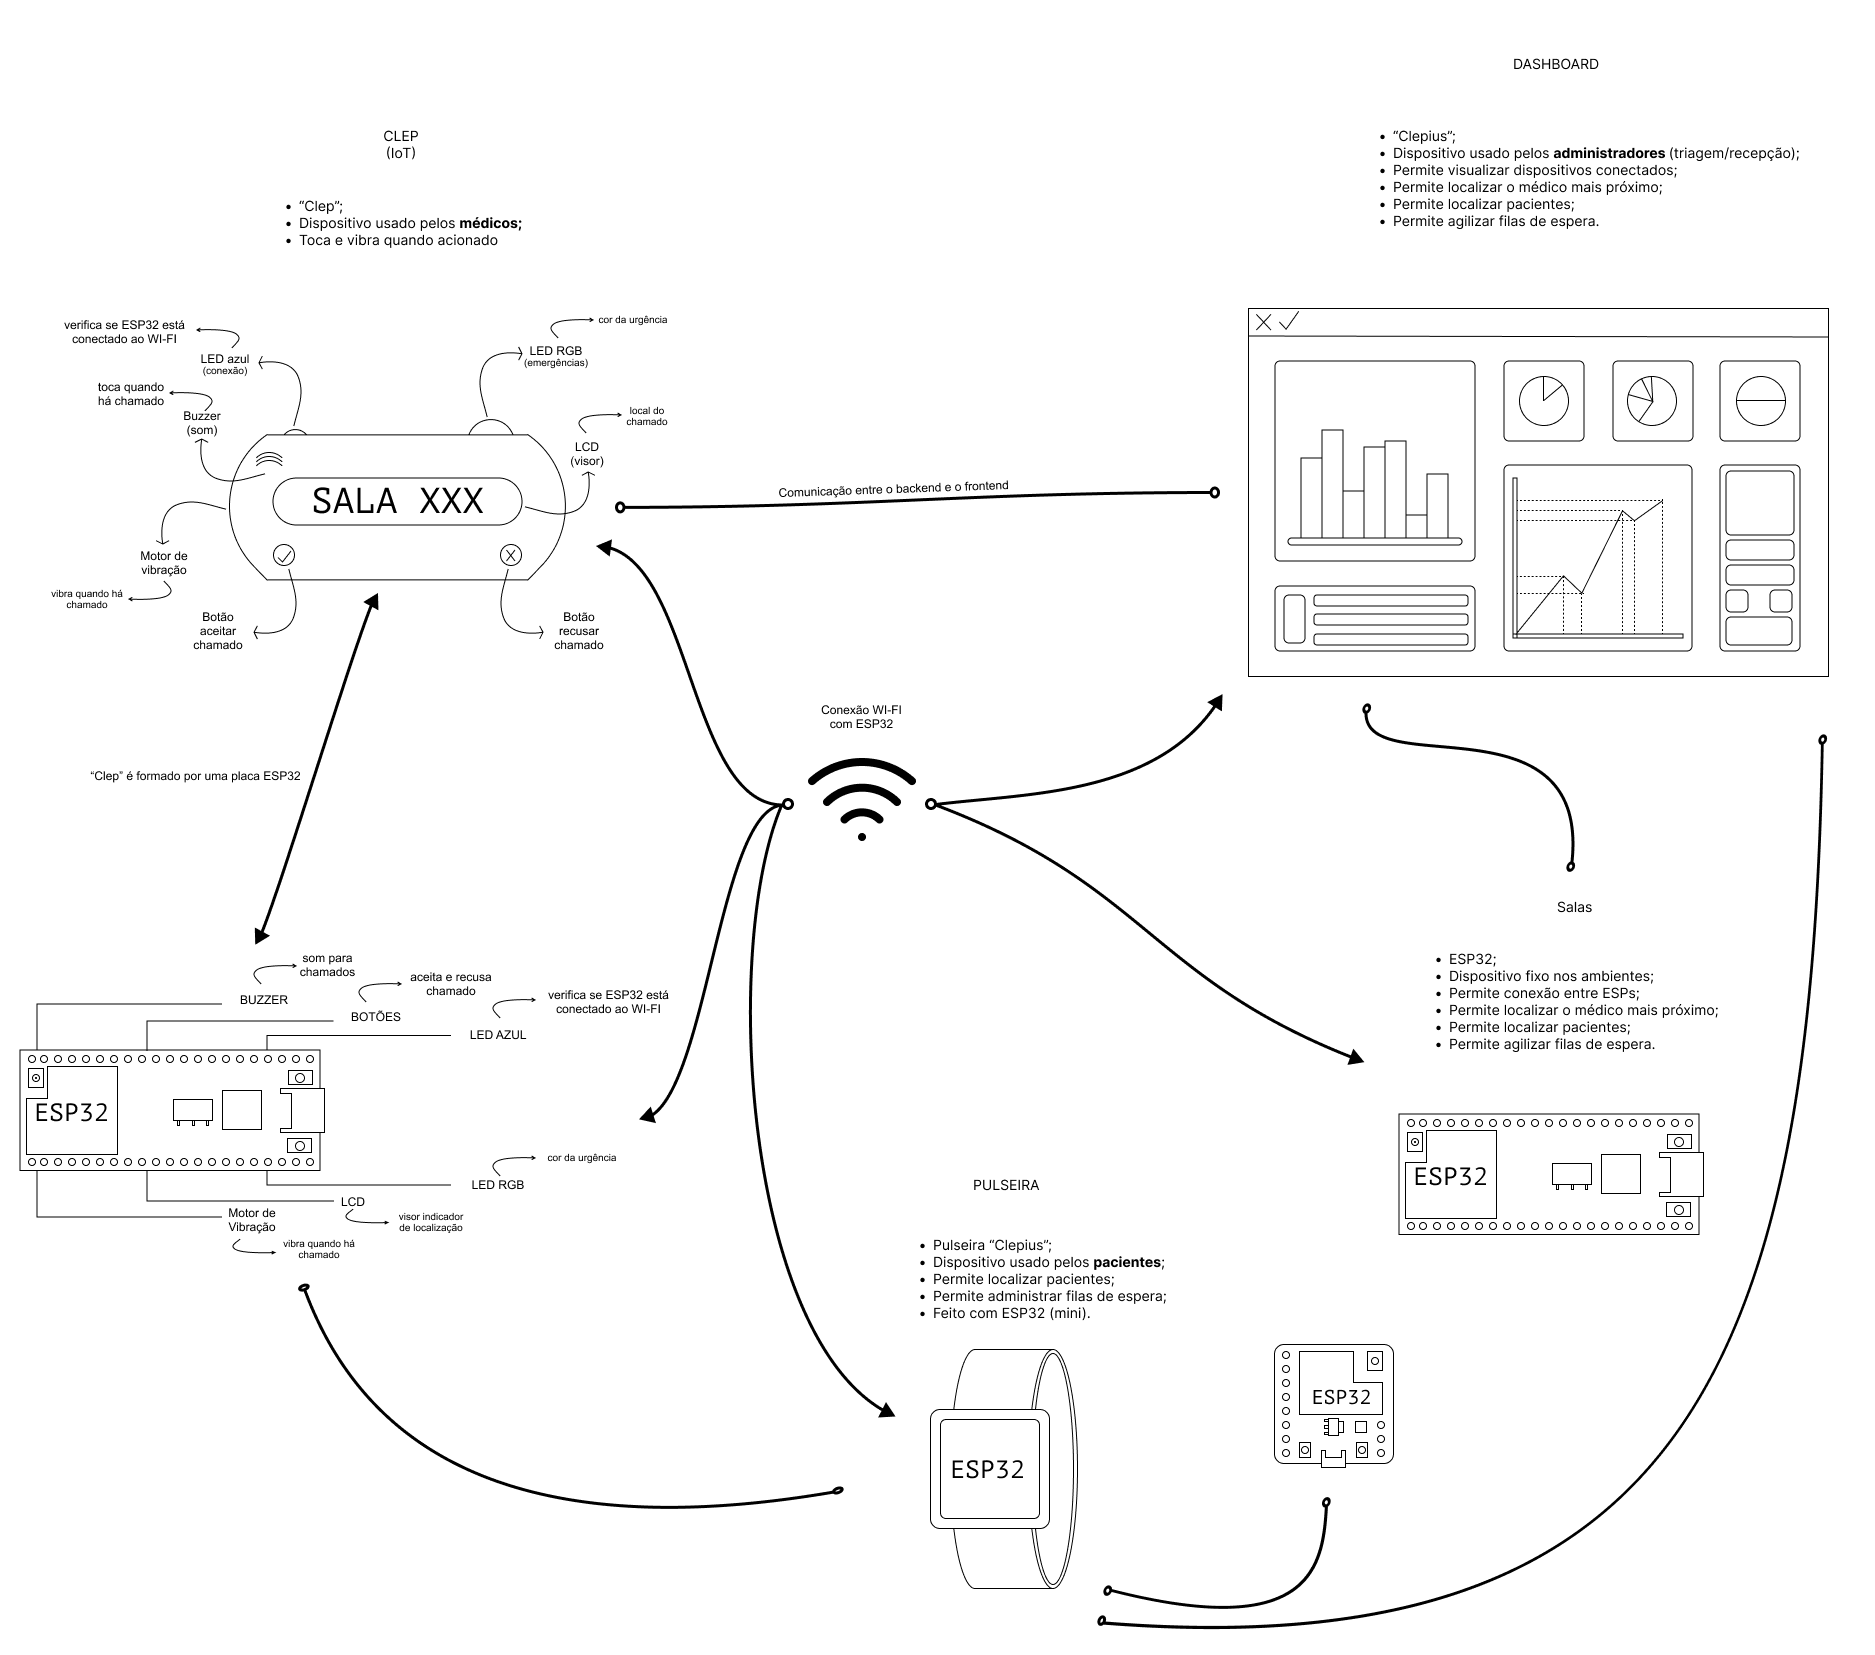 DASHBOARD
“Clepius”;
Dispositivo usado pelos administradores (triagem/recepção);
Permite visualizar dispositivos conectados;
Permite localizar o médico mais próximo;
Permite localizar pacientes;
Permite agilizar filas de espera.
CLEP
(IoT)
“Clep”;
Dispositivo usado pelos médicos;
Toca e vibra quando acionado
verifica se ESP32 está
conectado ao WI-FI
LED azul
(conexão)
toca quando
há chamado
Buzzer
(som)
cor da urgência
LED RGB
(emergências)
local do
chamado
LCD
(visor)
SALA XXX
Motor de
vibração
vibra quando há
chamado
Botão
aceitar
chamado
Botão
recusar
chamado
Comunicação entre o backend e o frontend
Conexão WI-FI
com ESP32
“Clep” é formado por uma placa ESP32
som para
chamados
BUZZER
aceita e recusa
chamado
BOTÕES
verifica se ESP32 está
conectado ao WI-FI
LED AZUL
ESP32
cor da urgência
LED RGB
LCD
visor indicador
de localização
Motor de
Vibração
vibra quando há
chamado
Salas
ESP32;
Dispositivo fixo nos ambientes;
Permite conexão entre ESPs;
Permite localizar o médico mais próximo;
Permite localizar pacientes;
Permite agilizar filas de espera.
ESP32
PULSEIRA
Pulseira “Clepius”;
Dispositivo usado pelos pacientes;
Permite localizar pacientes;
Permite administrar filas de espera;
Feito com ESP32 (mini).
ESP32
ESP32